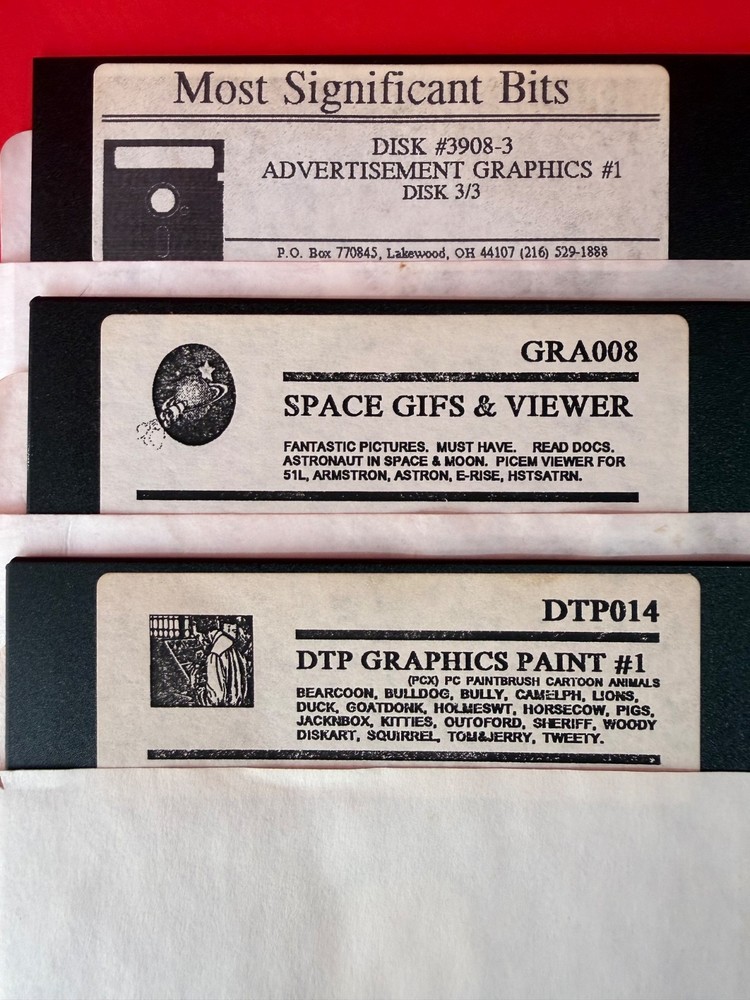 Most Significant Bits
DISK #3908-3
ADVERTISEMENT GRAPHICS #1
DISK 3/3
P.O. Box 770845, Lakewood, OH 44107 (216) 529-1888
GRA008
SPACE GIFS & VIEWER
FANTASTIC PICTURES. MUST HAVE. READ DOCS.
ASTRONAUT IN SPACE & MOON. PICEM VIEWER FOR
51L, ARMSTRON, ASTRON, E-RISE, HSTSATRN.
DTP014
DTP GRAPHICS PAINT #1
(PCX) PC PAINTBRUSH CARTOON ANIMALS
BEARCOON, BULLDOG, BULLY, CAMELPH, LIONS,
DUCK, GOATDONK, HOLMESWT, HORSECOW, PIGS,
JACKNBOX, KITTIES, OUTOFORD, SHERIFF, WOODY
DISKART, SQUIRREL, TOM&JERRY, TWEETY.